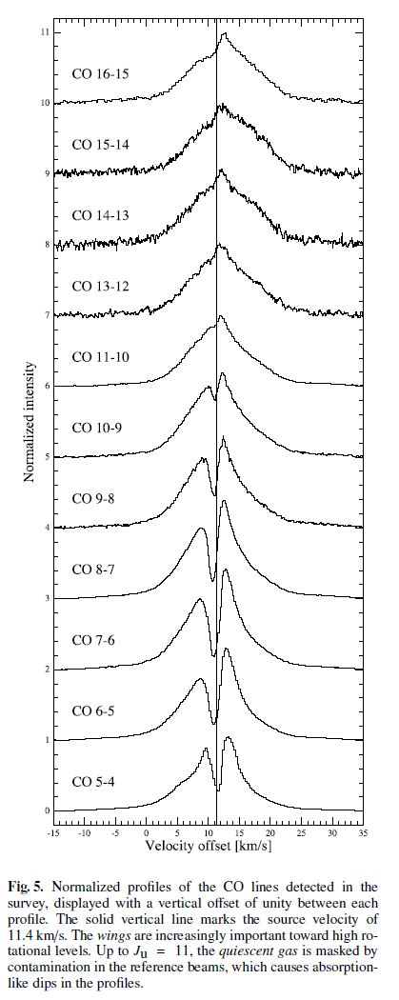 11
CO 16-15
10
CO 15-14
9
CO 14-13
8
CO 13-12
7
CO 11-10
6
CO 10-9
5
CO 9-8
4
CO 8-7
3
CO 7-6
2
CO 6-5
1
CO 5-4
0
Normalized intensity
-15 -10 -5 0 5 10 15 20 25 30 35
Velocity offset [km/s]
Fig. 5. Normalized profiles of the CO lines detected in the
survey, displayed with a vertical offset of unity between each
profile. The solid vertical line marks the source velocity of
11.4 km/s. The wings are increasingly important toward high ro-
tational levels. Up to Ju = 11, the quiescent gas is masked by
contamination in the reference beams, which causes absorption-
like dips in the profiles.